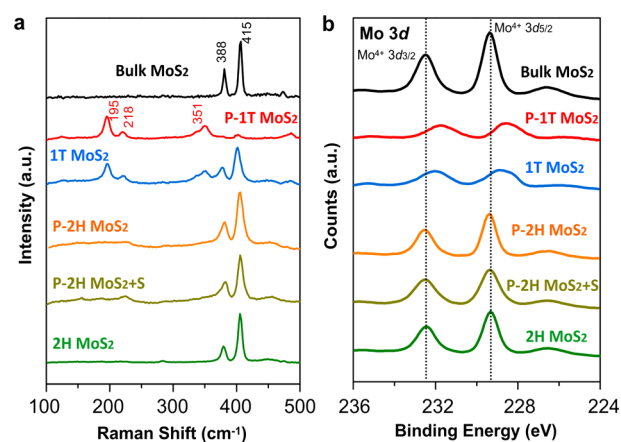 a
388
415
Bulk MoS2
195
218
351
P-1T MoS2
1T MoS2
P-2H MoS2
P-2H MoS2+S
2H MoS2
Intensity (a.u.)
100 200 300 400 500
Raman Shift (cm-1)
b
Mo 3d
Mo4+ 3d5/2
Mo4+ 3d3/2
Bulk MoS2
P-1T MoS2
1T MoS2
P-2H MoS2
P-2H MoS2+S
2H MoS2
Counts (a.u.)
236 232 228 224
Binding Energy (eV)